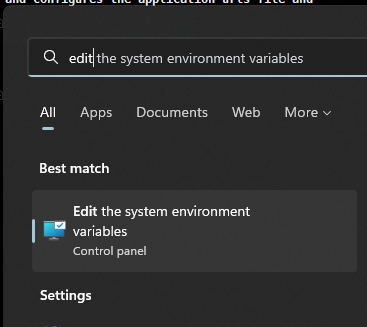 and configures the application arts file and
edit the system environment variables
All Apps Documents Web More
Best match
Edit the system environment
variables
Control panel
Settings